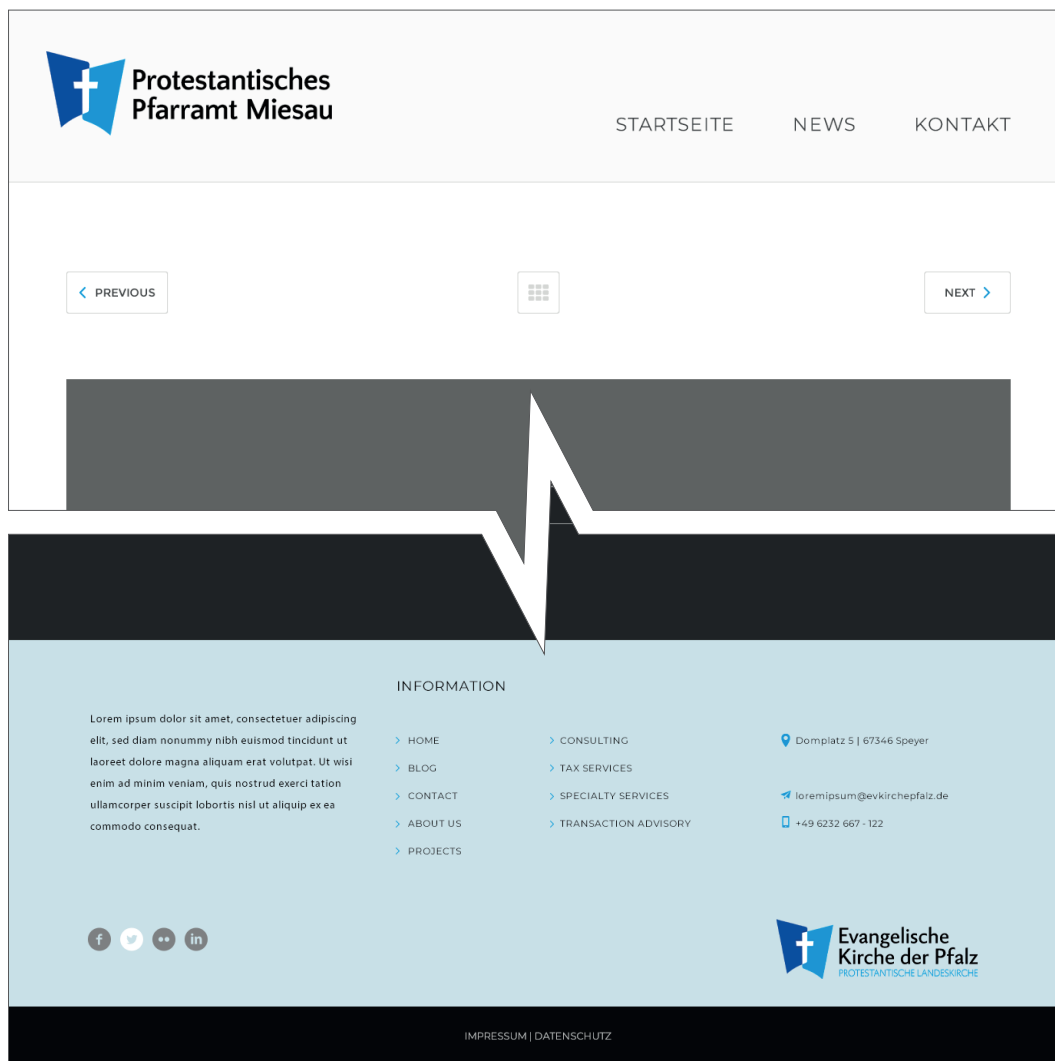 Protestantisches
Pfarramt Miesau
STARTSEITE NEWS KONTAKT
PREVIOUS
NEXT
INFORMATION
Lorem ipsum dolor sit amet, consectetuer adipiscing
elit, sed diam nonummy nibh euismod tincidunt ut
laoreet dolore magna aliquam erat volutpat. Ut wisi
enim ad minim veniam, quis nostrud exerci tation
ullamcorper suscipit lobortis nisl ut aliquip ex ea
commodo consequat.
HOME
BLOG
CONTACT
ABOUT US
PROJECTS
CONSULTING
TAX SERVICES
SPECIALTY SERVICES
TRANSACTION ADVISORY
Domplatz 5 | 67346 Speyer
loremipsum@evkirchepfalz.de
+49 6232 667 - 122
f
in
Evangelische
Kirche der Pfalz
PROTESTANTISCHE LANDESKIRCHE
IMPRESSUM | DATENSCHUTZ